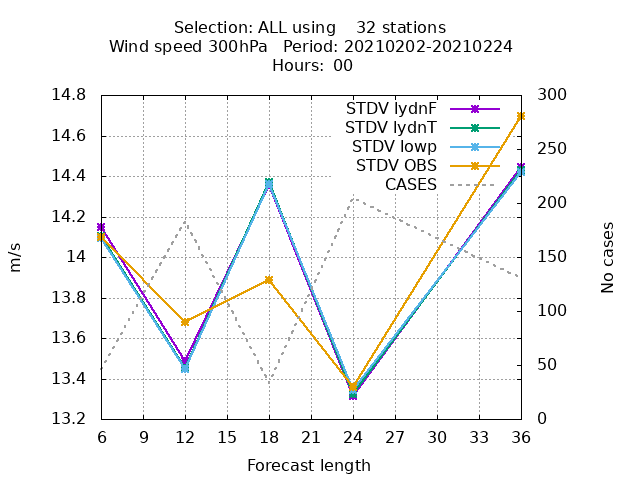 Selection: ALL using    32 stations
Wind speed 300hPa   Period: 20210202-20210224
Hours:  00
14.8
14.6
14.4
14.2
14
13.8
13.6
13.4
13.2
m/s
300
250
200
150
100
50
0
No cases
STDV lydnF
STDV lydnT
STDV lowp
STDV OBS
CASES
6 9 12 15 18 21 24 27 30 33 36
Forecast length